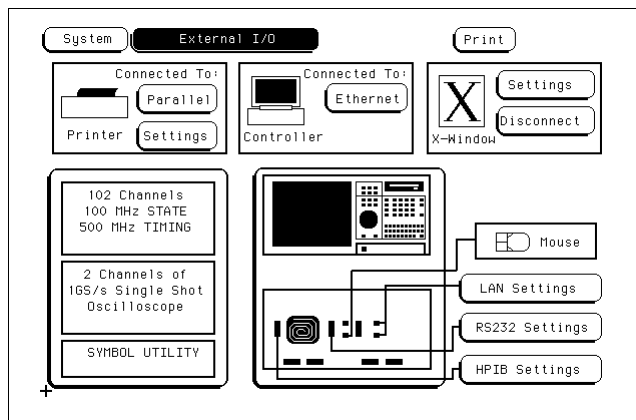 System
External I/O
Print
Connected To:
Parallel
Printer
Settings
Connected To:
Ethernet
Controller
X
Settings
X-Window
Disconnect
102 Channels
100 MHz STATE
500 MHz TIMING
2 Channels of
1GS/s Single Shot
Oscilloscope
SYMBOL UTILITY
Mouse
LAN Settings
RS232 Settings
HPIB Settings